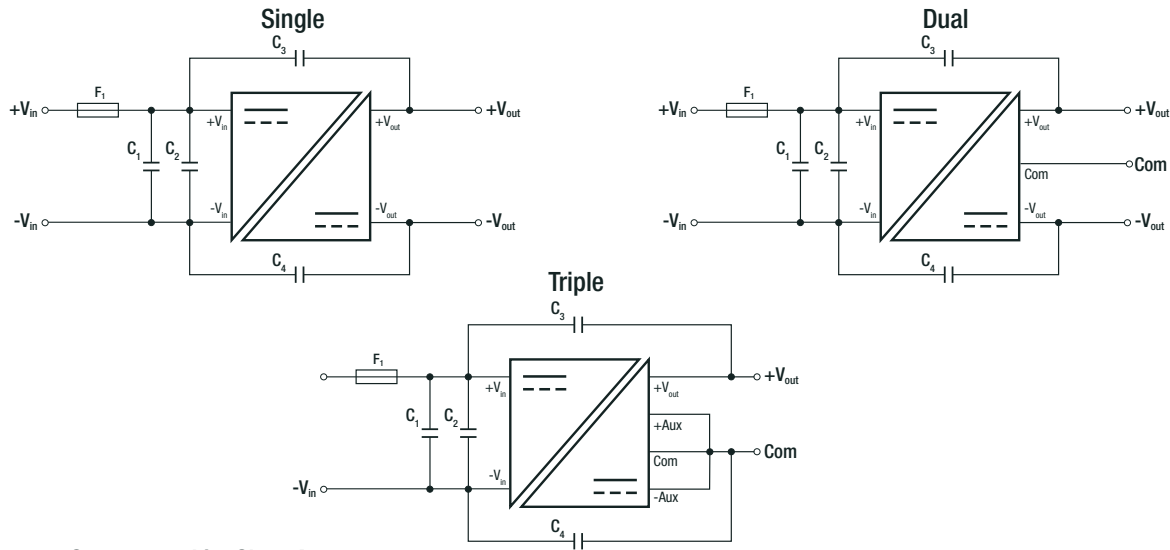 Single
C3
+Vin
F1
+Vin
+Vout
+Vout
C1
C2
-Vin
-Vin
-Vout
-Vout
C4
Dual
C3
+Vin
F1
+Vin
+Vout
+Vout
C1
C2
Com
Com
-Vin
-Vin
-Vout
-Vout
C4
Triple
C3
F1
+Vin
+Vout
+Vout
C1
C2
+Aux
Com
Com
-Vin
-Vin
-Aux
C4